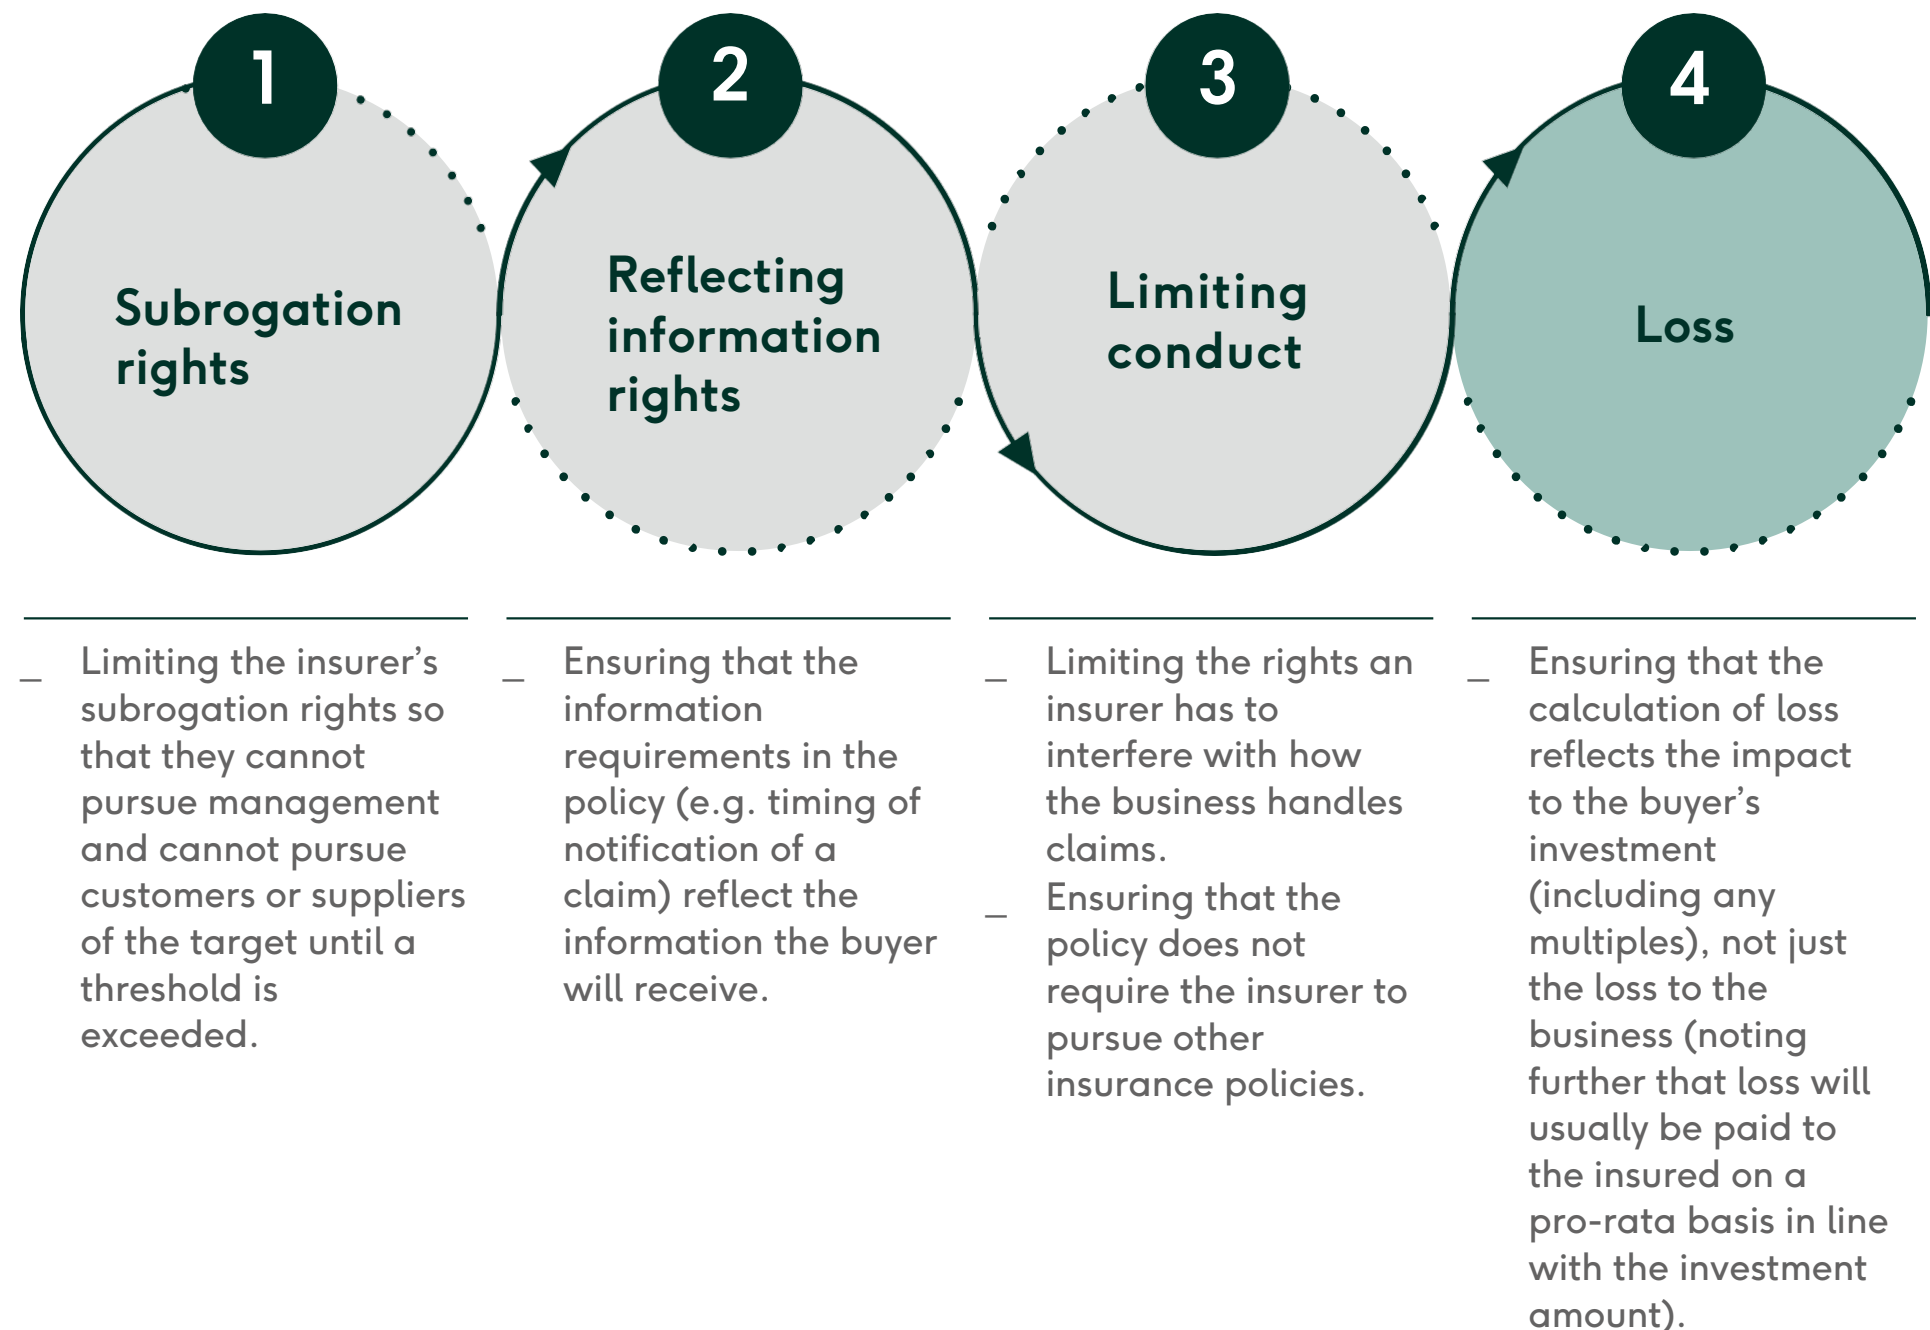 1
Subrogation
rights
_ Limiting the insurer’s
subrogation rights so
that they cannot
pursue management
and cannot pursue
customers or suppliers
of the target until a
threshold is
exceeded.
2
Reflecting
information
rights
_ Ensuring that the
information
requirements in the
policy (e.g. timing of
notification of a
claim) reflect the
information the buyer
will receive.
3
Limiting
conduct
_ Limiting the rights an
insurer has to
interfere with how
the business handles
claims.
_ Ensuring that the
policy does not
require the insurer to
pursue other
insurance policies.
4
Loss
_ Ensuring that the
calculation of loss
reflects the impact
to the buyer’s
investment
(including any
multiples), not just
the loss to the
business (noting
further that loss will
usually be paid to
the insured on a
pro-rata basis in line
with the investment
amount).